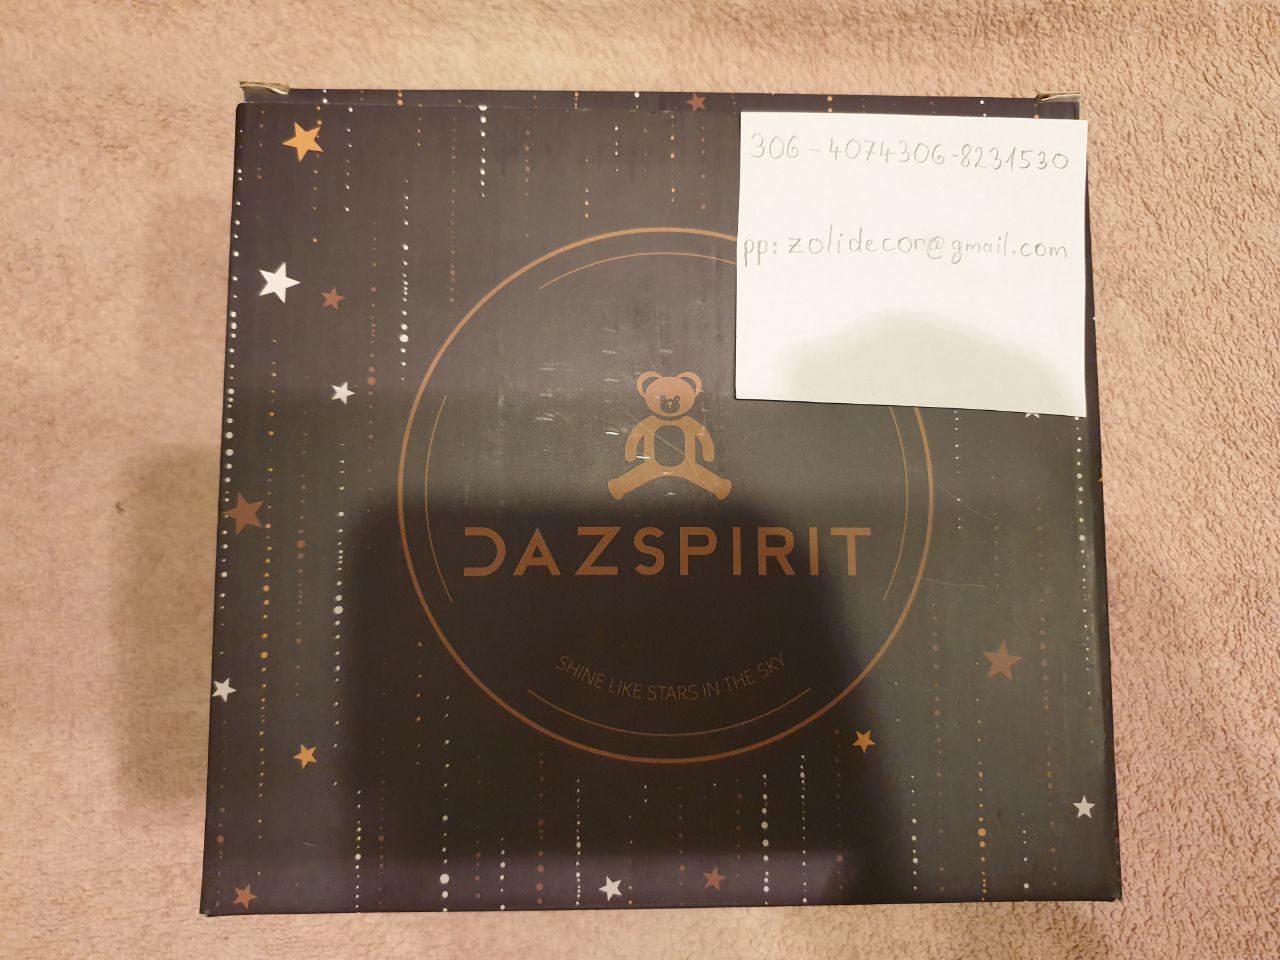 306-4074306-8231530
pp: zolidecor@gmail.com
DAZSPIRIT
SHINE LIKE STARS IN THE SKY